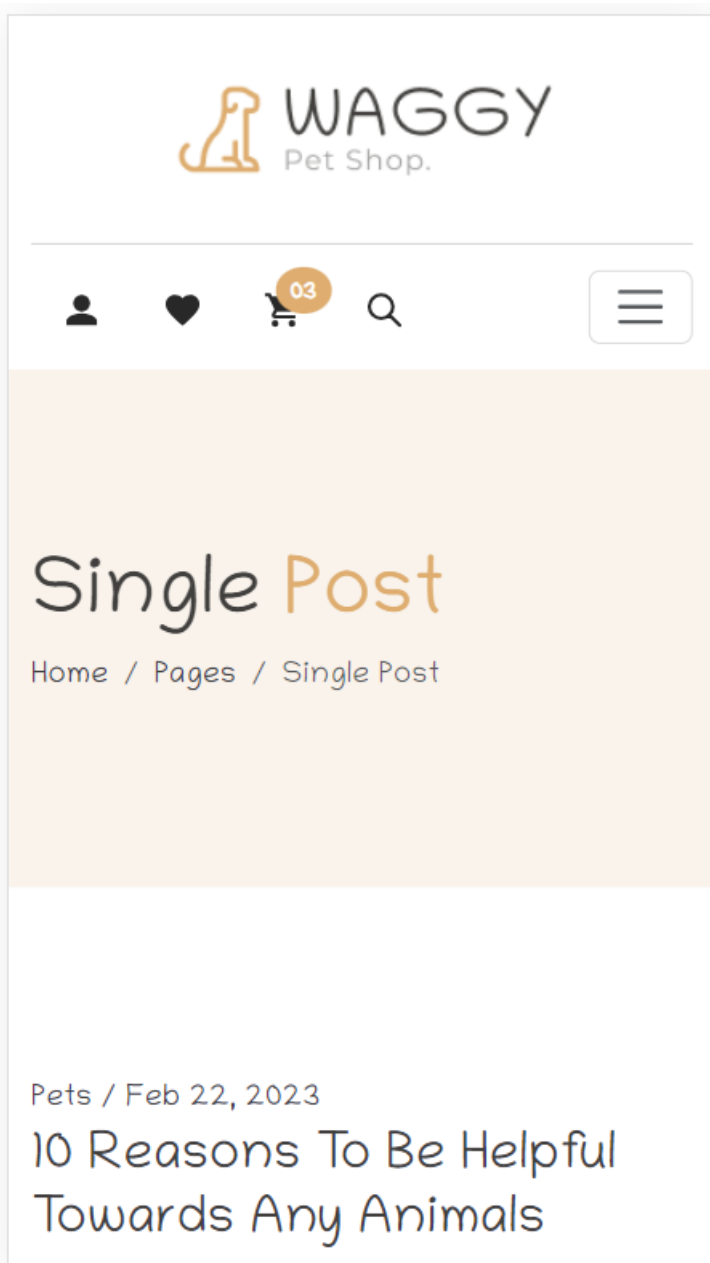 WAGGY
Pet Shop.
03
Single Post
Home / Pages / Single Post
Pets / Feb 22, 2023
10 Reasons To Be Helpful
Towards Any Animals